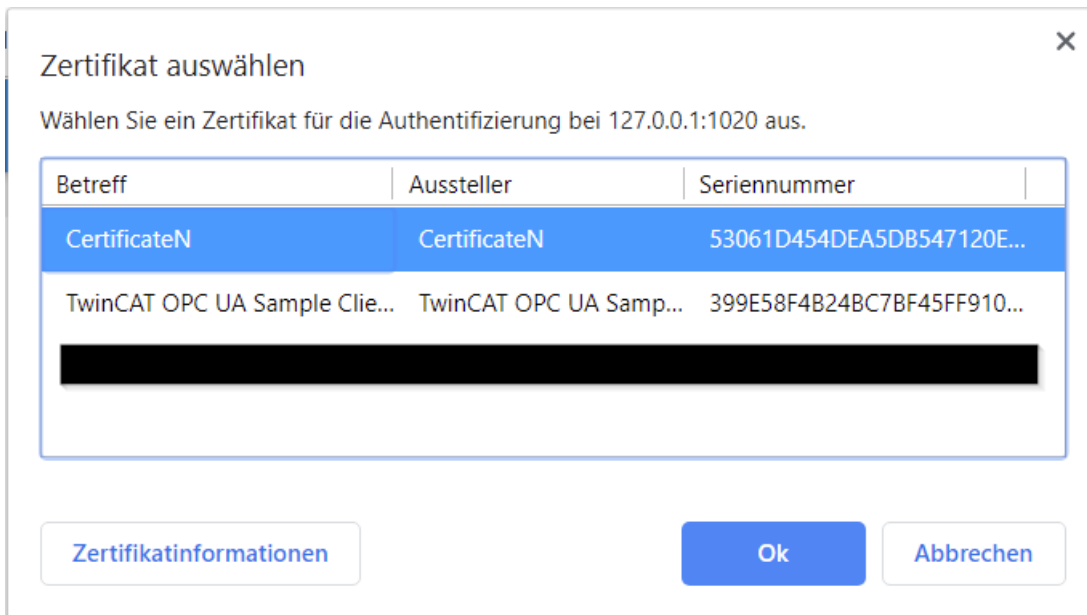 Zertifikat auswählen
Wählen Sie ein Zertifikat für die Authentifizierung bei 127.0.0.1:1020 aus.
Betreff Aussteller Seriennummer
CertificateN CertificateN 53061D454DEA5DB547120E...
TwinCAT OPC UA Sample Clie... TwinCAT OPC UA Samp... 399E58F4B24BC7BF45FF910...
Zertifikatinformationen Ok Abbrechen